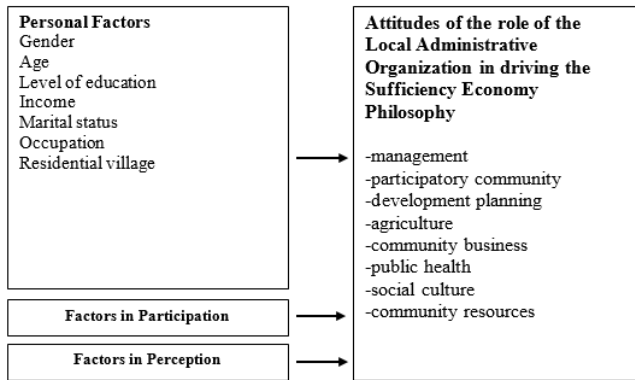 Personal Factors
Gender
Age
Level of education
Income
Marital status
Occupation
Residential village
Factors in Participation
Factors in Perception
Attitudes of the role of the
Local Administrative
Organization in driving the
Sufficiency Economy
Philosophy
-management
-participatory community
-development planning
-agriculture
-community business
-public health
-social culture
-community resources